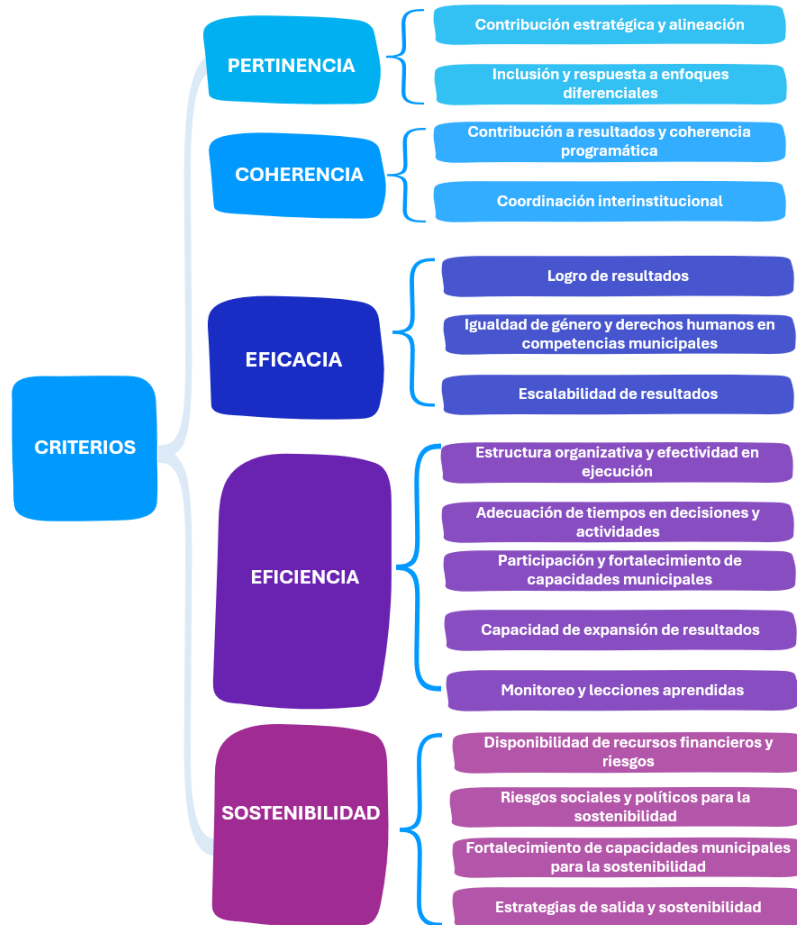 CRITERIOS
PERTINENCIA
Contribución estratégica y alineación
Inclusión y respuesta a enfoques
diferenciales
COHERENCIA
Contribución a resultados y coherencia
programática
Coordinación interinstitucional
EFICACIA
Logro de resultados
Igualdad de género y derechos humanos en
competencias municipales
Escalabilidad de resultados
EFICIENCIA
Estructura organizativa y efectividad en
ejecución
Adecuación de tiempos en decisiones y
actividades
Participación y fortalecimiento de
capacidades municipales
Capacidad de expansión de resultados
Monitoreo y lecciones aprendidas
SOSTENIBILIDAD
Disponibilidad de recursos financieros y
riesgos
Riesgos sociales y políticos para la
sostenibilidad
Fortalecimiento de capacidades municipales
para la sostenibilidad
Estrategias de salida y sostenibilidad